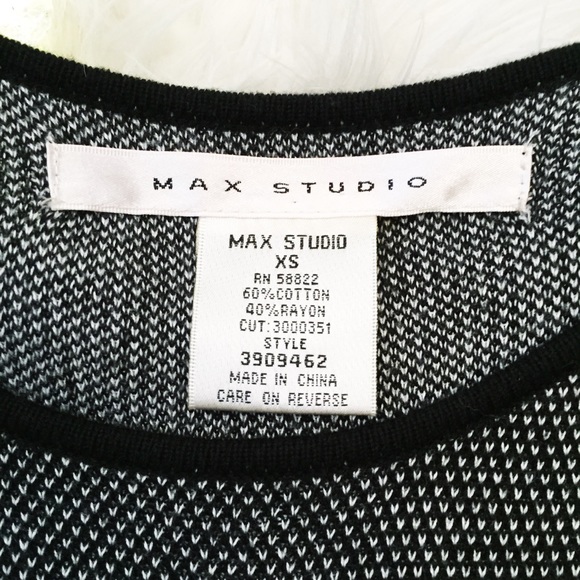 MAX STUDIO
MAX STUDIO
XS
RN 58822
60%COTTON
40%RAYON
CUT:3000351
STYLE
3909462
MADE IN CHINA
CARE ON REVERSE